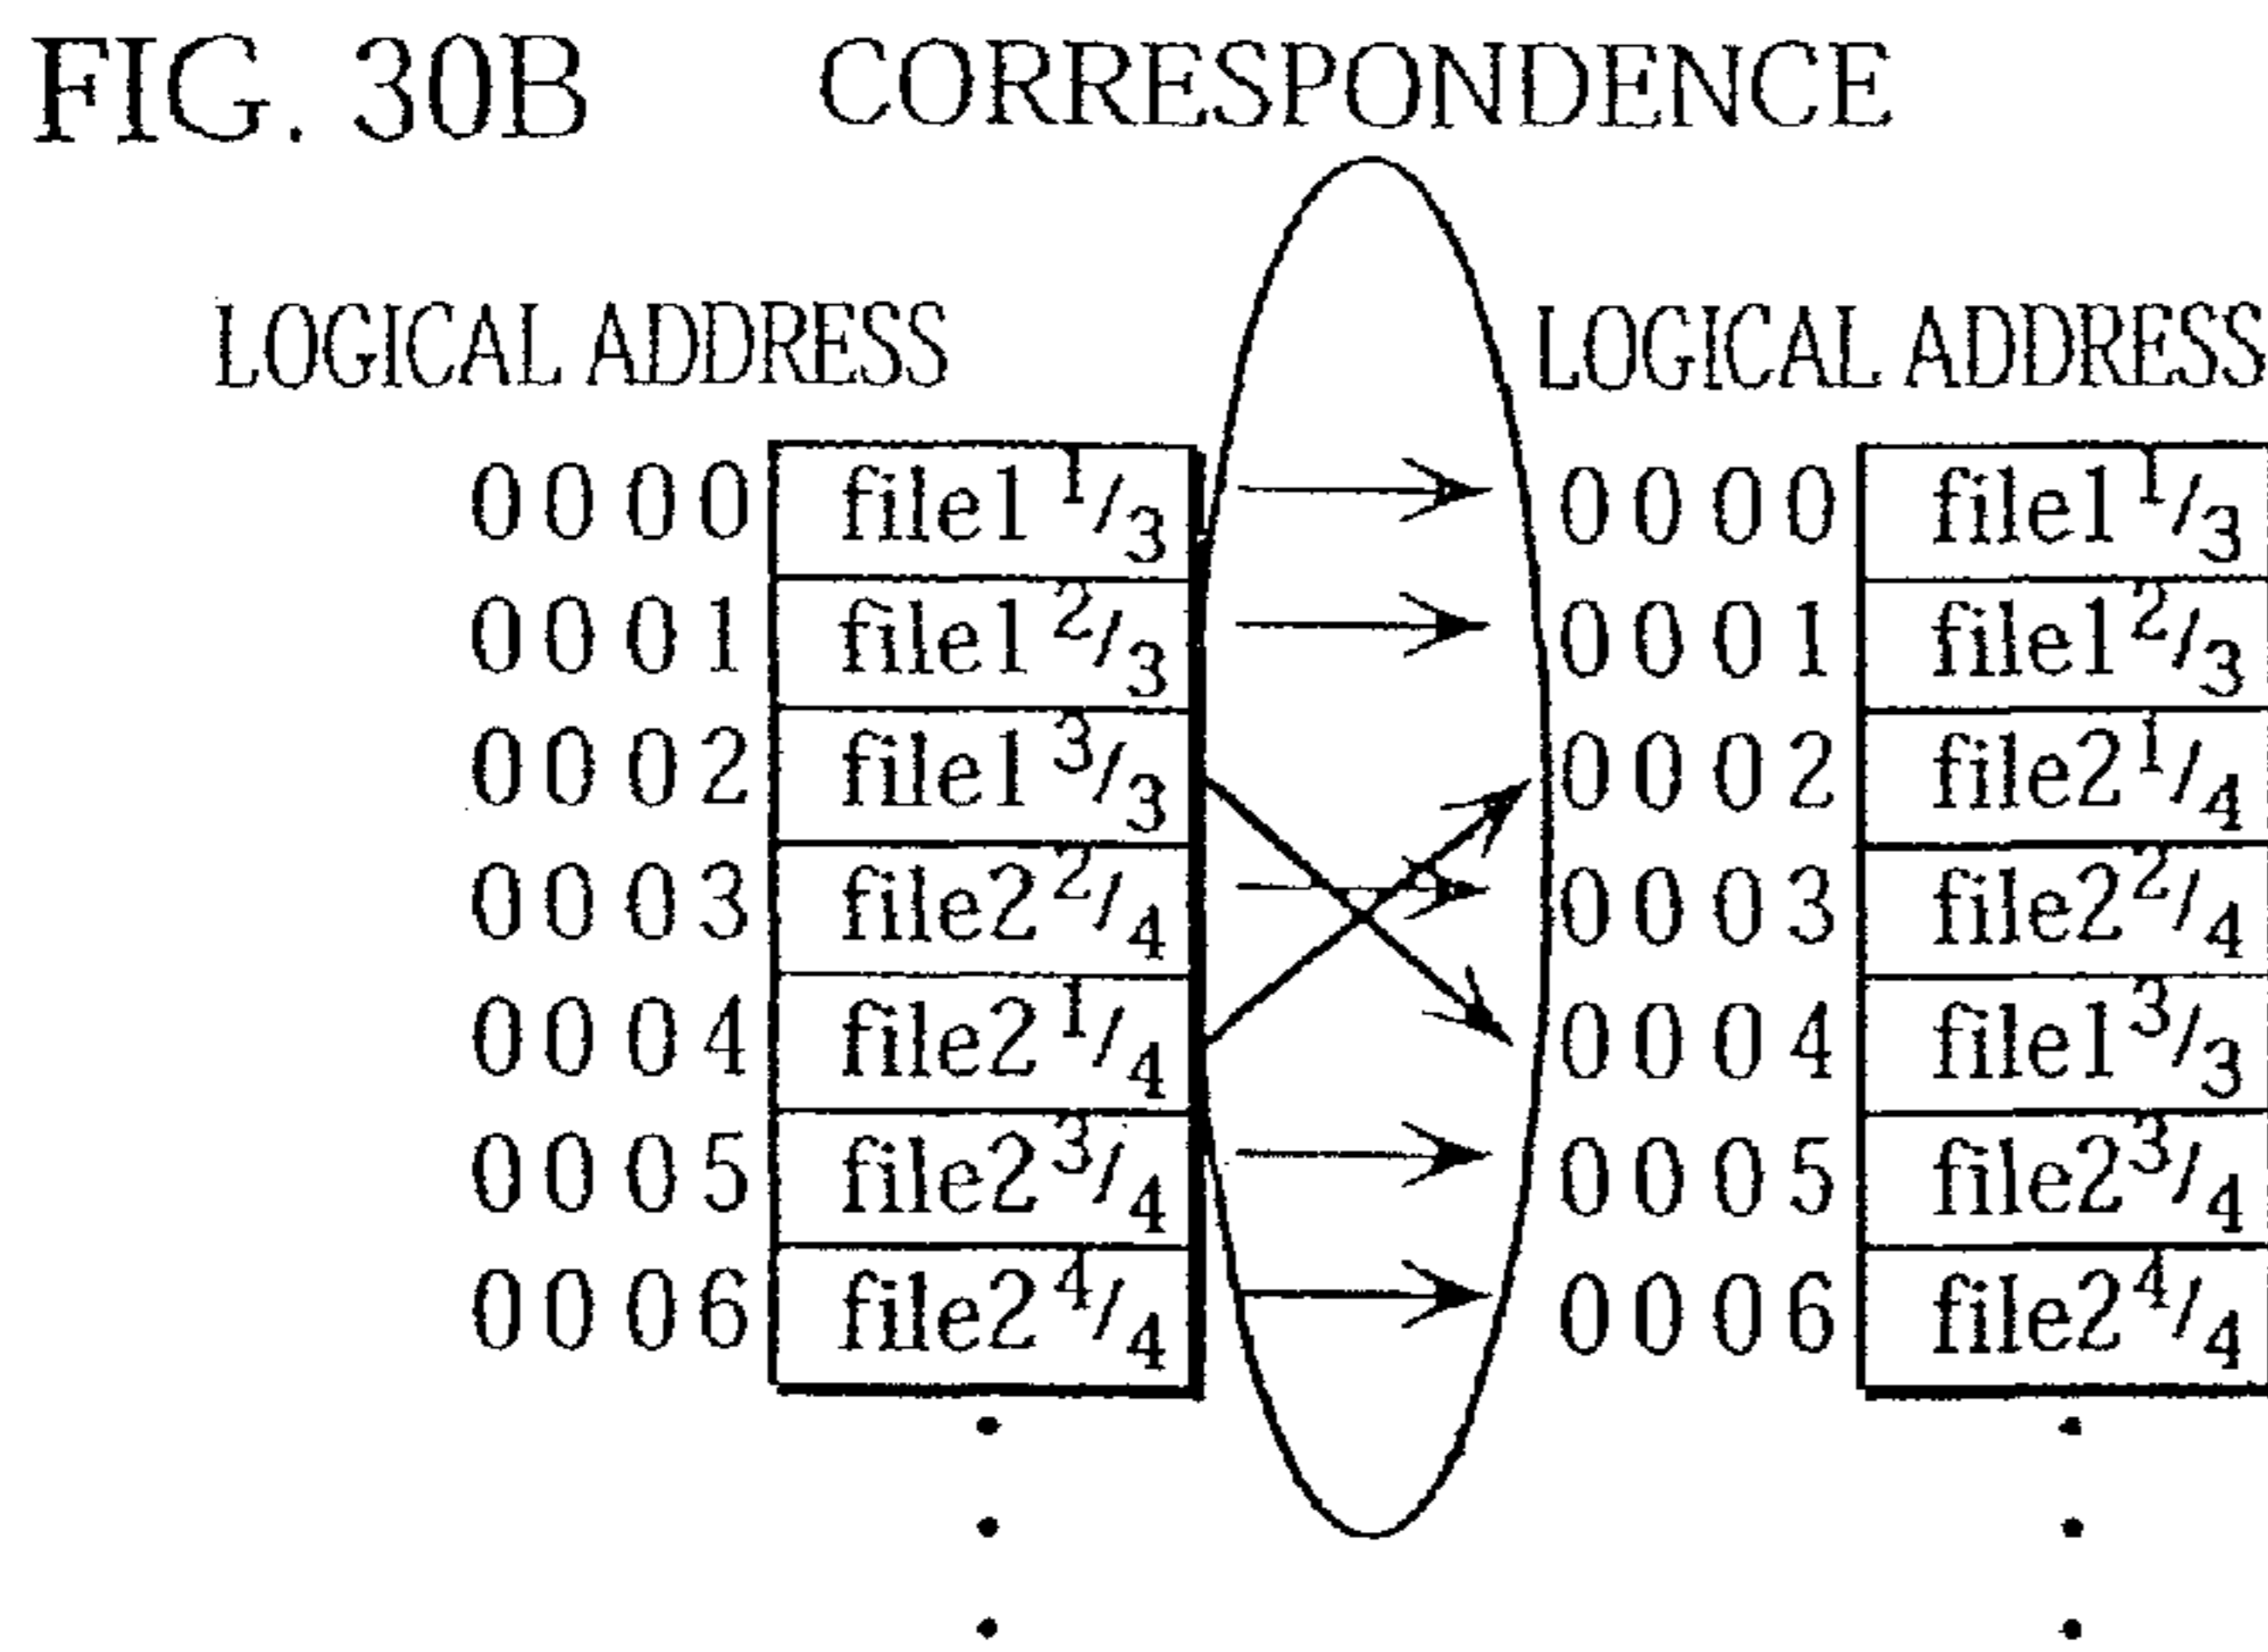 FIG. 30B CORRESPONDENCE
LOGICAL ADDRESS LOGICAL ADDRESS
0000 file1 1/3 0000 file1 1/3
0001 file1 2/3 0001 file1 2/3
0002 file1 3/3 0002 file2 1/4
0003 file2 2/4 0003 file2 2/4
0004 file2 1/4 0004 file1 3/3
0005 file2 3/4 0005 file2 3/4
0006 file2 4/4 0006 file2 4/4